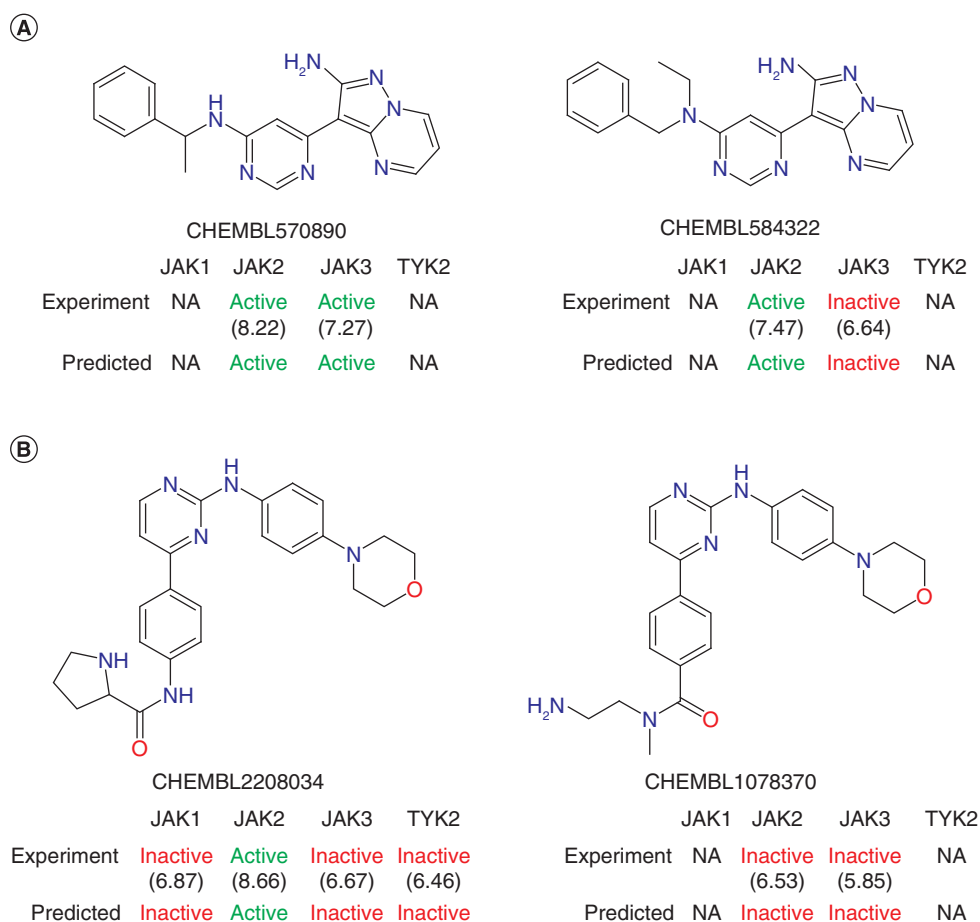 A
H2N
N
N
N
H
N
N
N
CHEMBL570890
JAK1 JAK2 JAK3 TYK2
Experiment NA Active Active NA
(8.22) (7.27)
Predicted NA Active Active NA
H2N
N
N
N
N
N
N
CHEMBL584322
JAK1 JAK2 JAK3 TYK2
Experiment NA Active Inactive NA
(7.47) (6.64)
Predicted NA Active Inactive NA
B
H
N
N
N
N
O
NH
NH
O
CHEMBL2208034
JAK1 JAK2 JAK3 TYK2
Experiment Inactive Active Inactive Inactive
(6.87) (8.66) (6.67) (6.46)
Predicted Inactive Active Inactive Inactive
H
N
N
N
N
O
H2N
N
O
CHEMBL1078370
JAK1 JAK2 JAK3 TYK2
Experiment NA Inactive Inactive NA
(6.53) (5.85)
Predicted NA Inactive Inactive NA